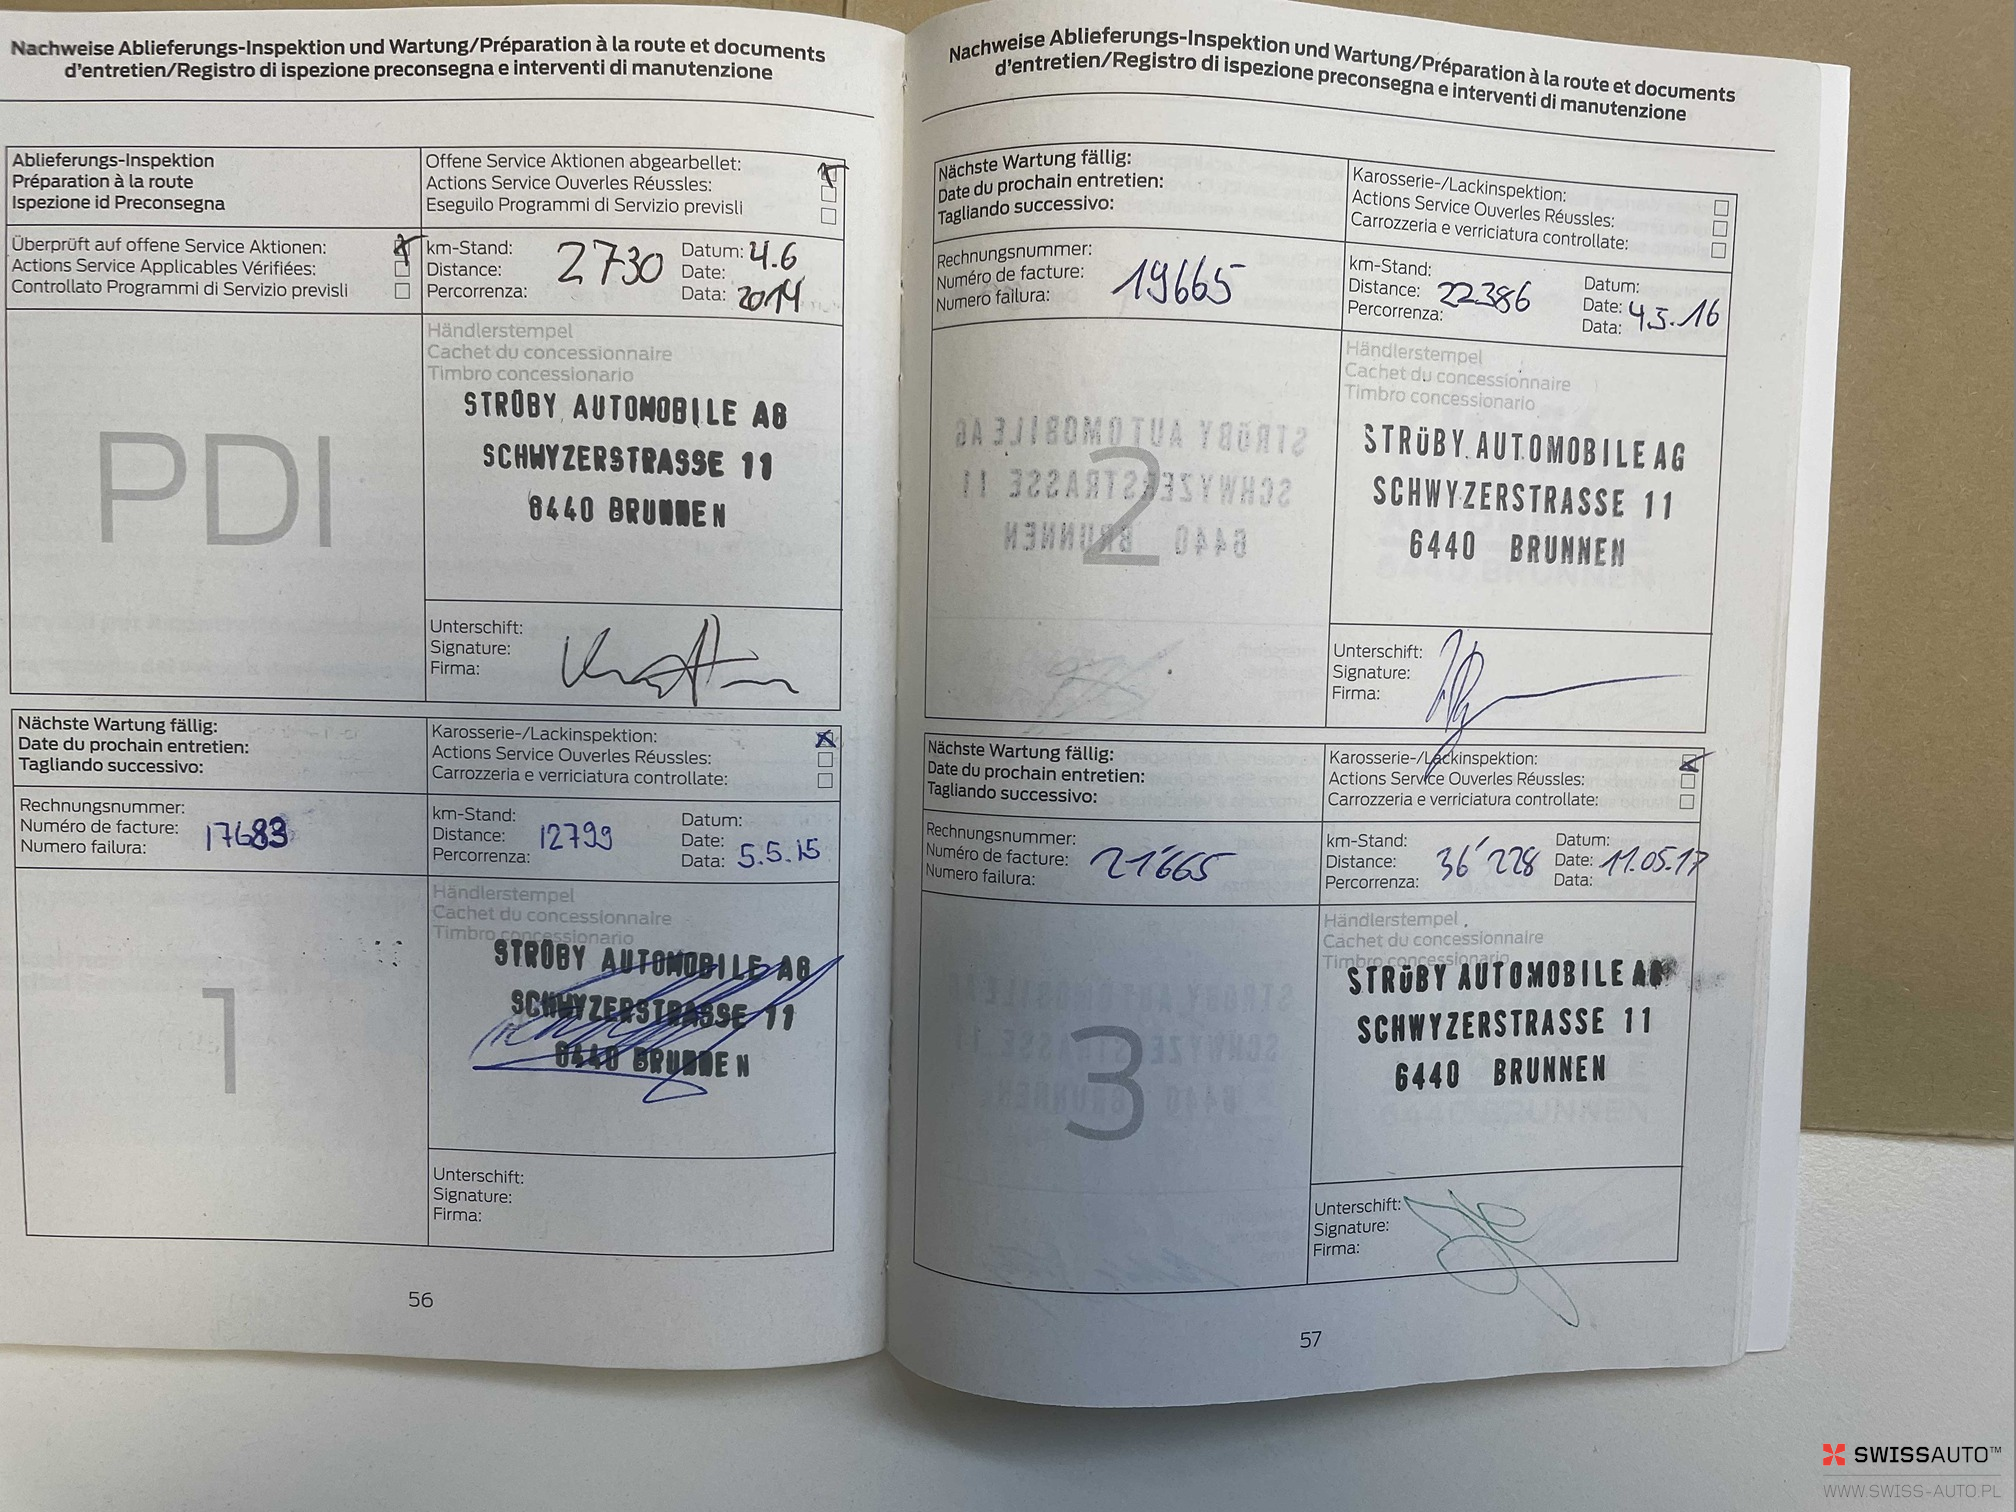 Nachweise Ablieferungs-Inspektion und Wartung/Préparation à la route et documents
d'entretien/Registro di ispezione preconsegna e interventi di manutenzione
Ablieferungs-Inspektion
Préparation à la route
Ispezione id Preconsegna
Offene Service Aktionen abgearbellet:
Actions Service Ouverles Réussles:
Eseguilo Programmi di Servizio previsli
Überprüft auf offene Service Aktionen:
Actions Service Applicables Vérifiées:
Controllato Programmi di Servizio previsli
km-Stand:
Distance:
Percorrenza:
2730
Datum: 4.6
Date:
Data: 2014
PDI
Händlerstempel
Cachet du concessionnaire
Timbro concessionario
STRÜBY AUTOMOBILE AG
SCHWYZERSTRASSE 11
6440 BRUNNEN
Unterschift:
Signature:
Firma:
Nächste Wartung fällig:
Date du prochain entretien:
Tagliando successivo:
Karosserie-/Lackinspektion:
Actions Service Ouverles Réussles:
Carrozzeria e verriciatura controllate:
Rechnungsnummer:
Numéro de facture:
Numero failura:
17683
km-Stand:
Distance:
Percorrenza:
12799
Datum:
Date:
Data: 5.5.15
1
Händlerstempel
Cachet du concessionnaire
Timbro concessionario
STRÜBY AUTOMOBILE AG
SCHWYZERSTRASSE 11
6440 BRUNNEN
Unterschift:
Signature:
Firma:
56
Nachweise Ablieferungs-Inspektion und Wartung/Préparation à la route et documents
d'entretien/Registro di ispezione preconsegna e interventi di manutenzione
Nächste Wartung fällig:
Date du prochain entretien:
Tagliando successivo:
Karosserie-/Lackinspektion:
Actions Service Ouverles Réussles:
Carrozzeria e verriciatura controllate:
Rechnungsnummer:
Numéro de facture:
Numero failura:
19665
km-Stand:
Distance:
Percorrenza:
22386
Datum:
Date: 4.5.16
Data:
2
Händlerstempel
Cachet du concessionnaire
Timbro concessionario
STRÜBY AUTOMOBILE AG
SCHWYZERSTRASSE 11
6440 BRUNNEN
Unterschift:
Signature:
Firma:
Nächste Wartung fällig:
Date du prochain entretien:
Tagliando successivo:
Karosserie-/Lackinspektion:
Actions Service Ouverles Réussles:
Carrozzeria e verriciatura controllate:
Rechnungsnummer:
Numéro de facture:
Numero failura:
21'665
km-Stand:
Distance:
Percorrenza:
36'228
Datum:
Date: 11.05.17
Data:
3
Händlerstempel
Cachet du concessionnaire
Timbro concessionario
STRÜBY AUTOMOBILE AG
SCHWYZERSTRASSE 11
6440 BRUNNEN
Unterschift:
Signature:
Firma:
57
SWISSAUTO™
WWW.SWISS-AUTO.PL